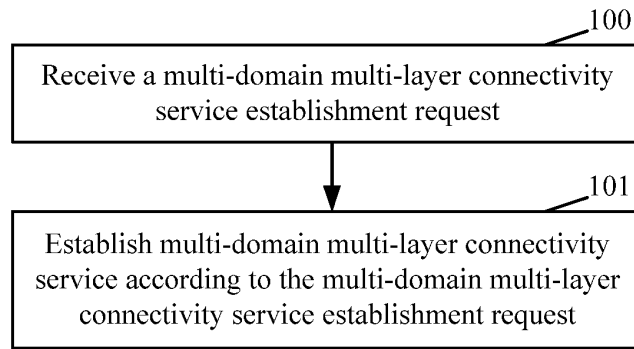 100
Receive a multi-domain multi-layer connectivity
service establishment request
101
Establish multi-domain multi-layer connectivity
service according to the multi-domain multi-layer
connectivity service establishment request